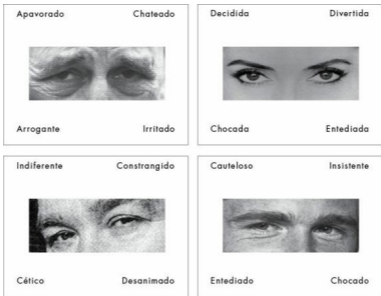 Apavorado Chateado
Arrogante Irritado
Decidida Divertida
Chocada Entediada
Indiferente Constrangido
Cético Desanimado
Cauteloso Insistente
Entediado Chocado